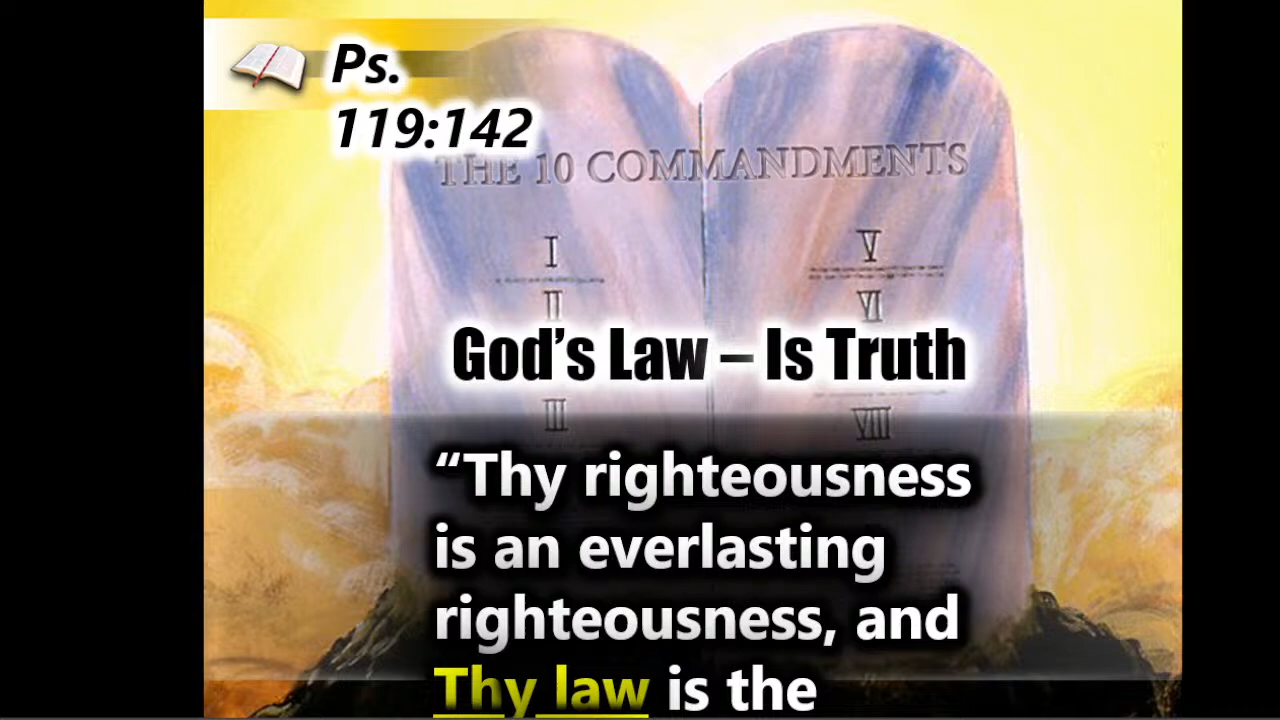 Ps.
119:142
THE 10 COMMANDMENTS
I
V
II
VI
God’s Law – Is Truth
III
VIII
“Thy righteousness
is an everlasting
righteousness, and
Thy law is the